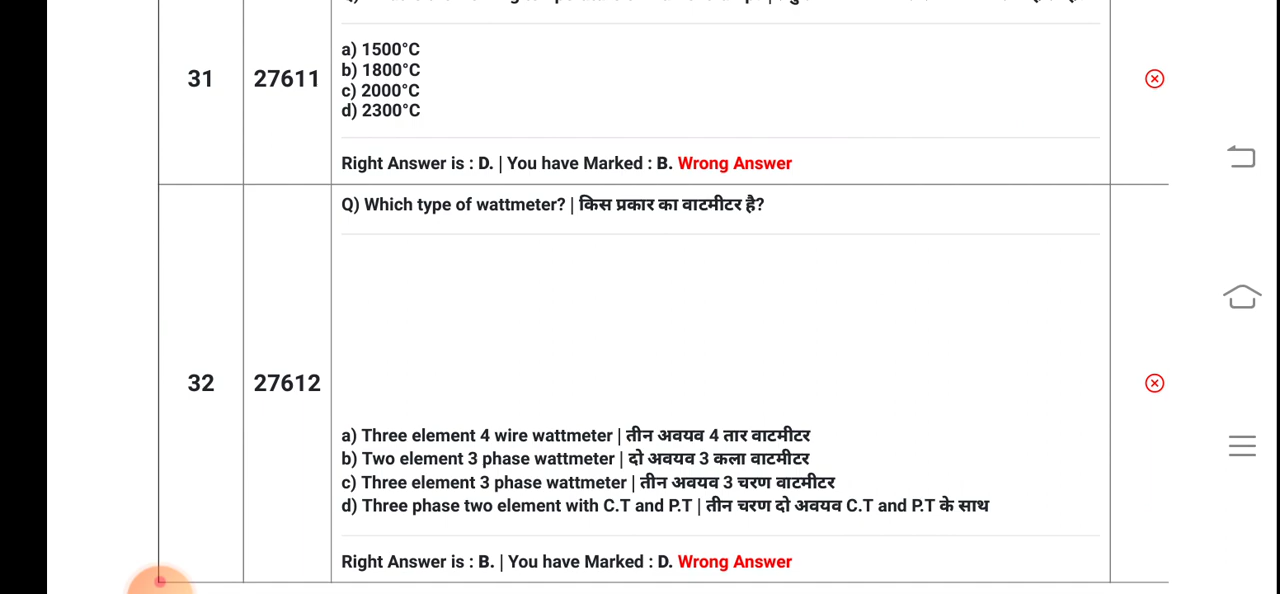 31
27611
a) 1500°C
b) 1800°C
c) 2000°C
d) 2300°C
Right Answer is : D. | You have Marked : B. Wrong Answer
Q) Which type of wattmeter? | किस प्रकार का वाटमीटर है?
32
27612
a) Three element 4 wire wattmeter | तीन अवयव 4 तार वाटमीटर
b) Two element 3 phase wattmeter | दो अवयव 3 कला वाटमीटर
c) Three element 3 phase wattmeter | तीन अवयव 3 चरण वाटमीटर
d) Three phase two element with C.T and P.T | तीन चरण दो अवयव C.T and P.T के साथ
Right Answer is : B. | You have Marked : D. Wrong Answer